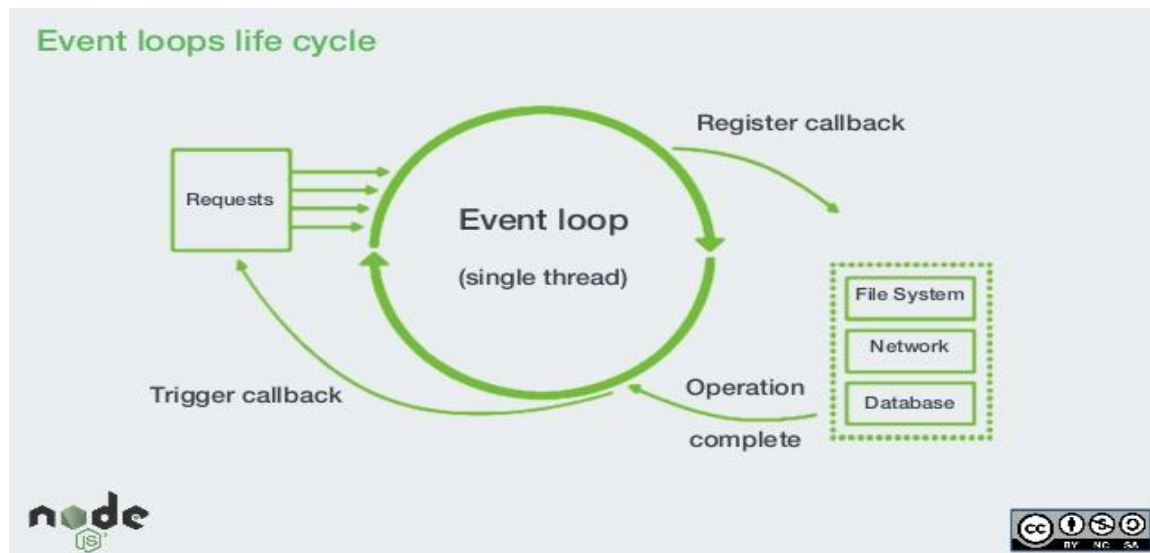 Event loops life cycle
Register callback
Requests
Event loop
(single thread)
File System
Network
Database
Trigger callback
Operation
complete
node
JS
cc
BY NC SA